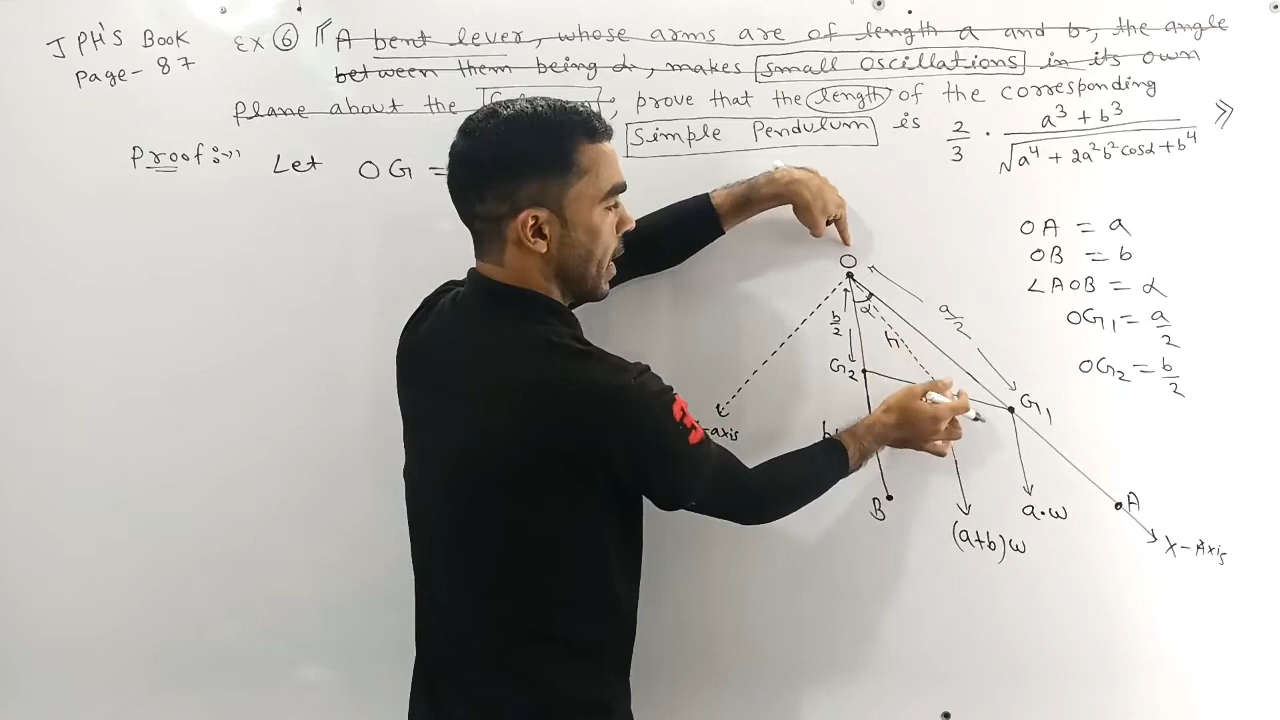 J PH'S Book
page- 87
Ex ⑥ ⟪ A bent lever, whose arms are of length a and b, the angle
between them being α, makes small oscillations in its own
plane about the ; prove that the length of the corresponding
Simple Pendulum is 2/3 · (a³ + b³)/√(a⁴ + 2a²b²cosα + b⁴) ⟫
Proof:→ Let OG =
OA = a
OB = b
∠AOB = α
OG₁ = a/2
OG₂ = b/2
O
α
a/2
b/2
h
G₂
G₁
-axis
B
A
a·w
(a+b)w
X-Axis
3